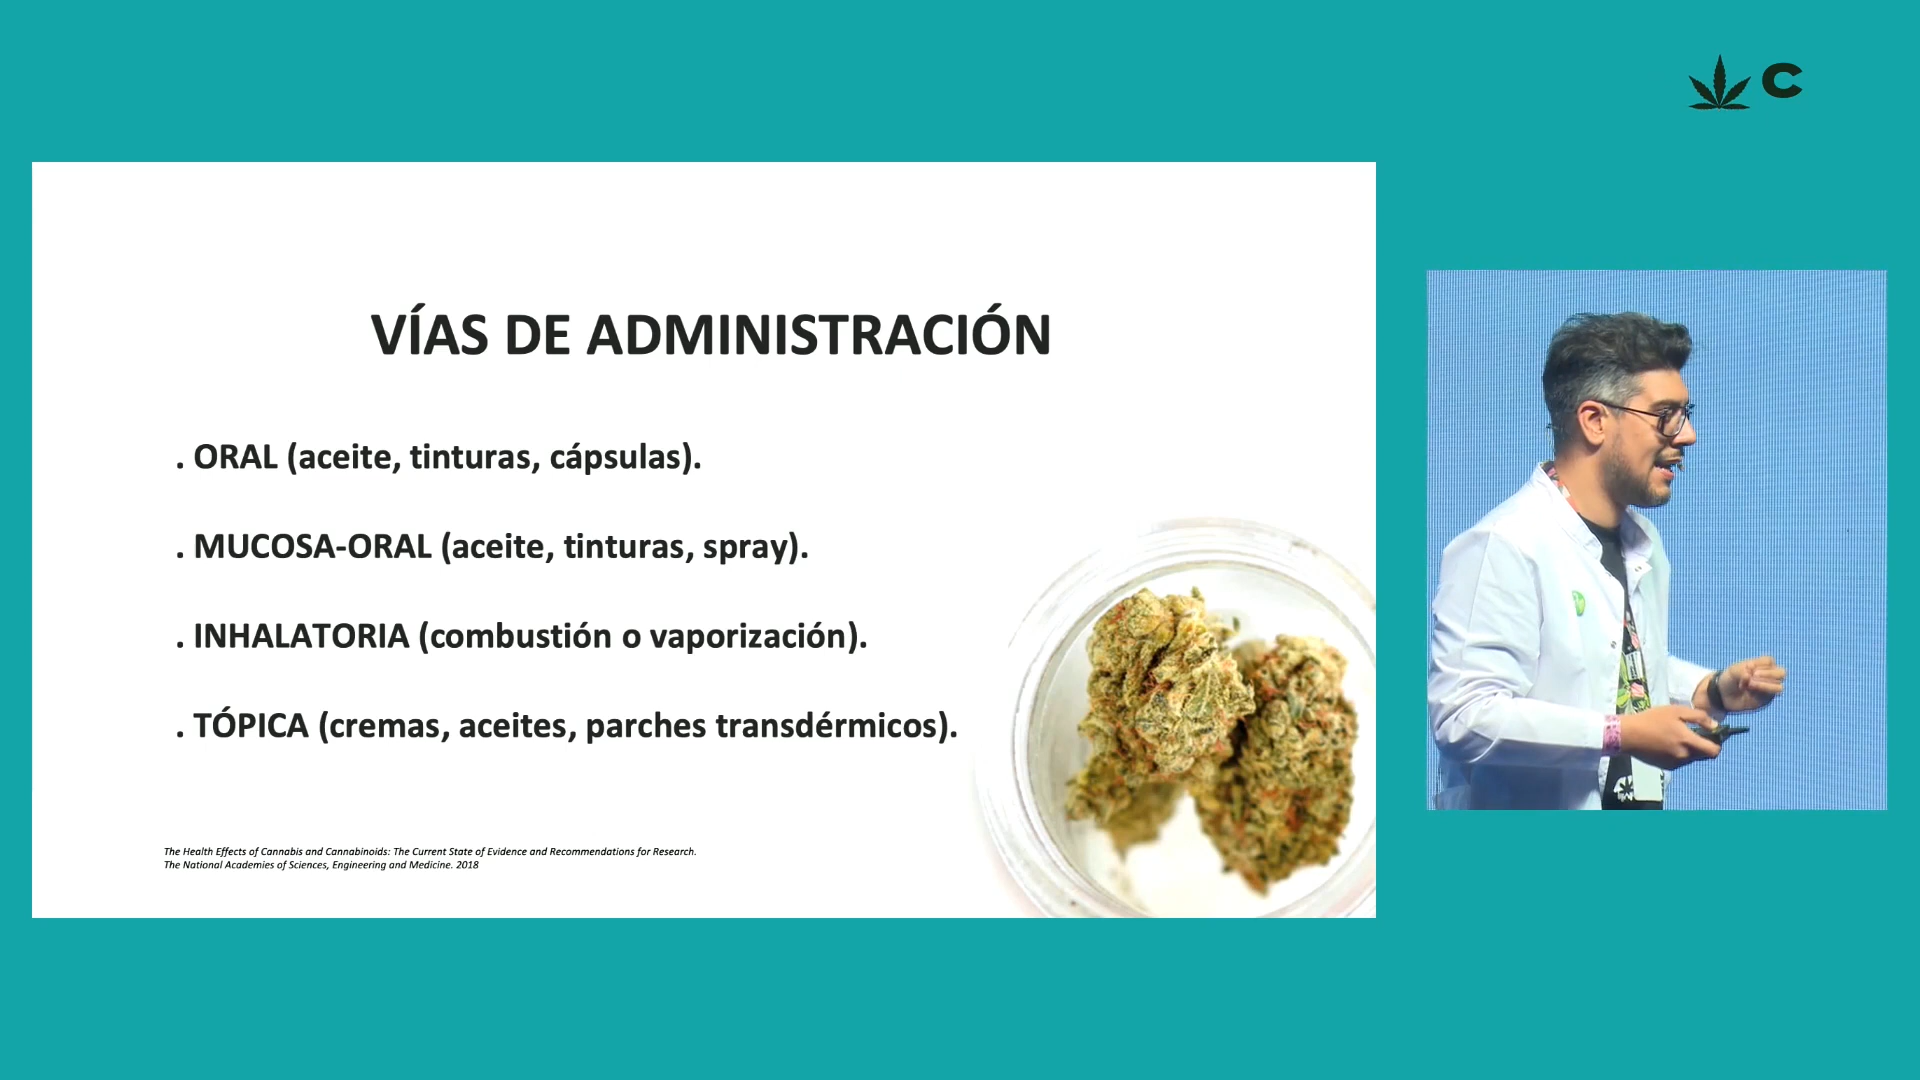 C
VÍAS DE ADMINISTRACIÓN
. ORAL (aceite, tinturas, cápsulas).
. MUCOSA-ORAL (aceite, tinturas, spray).
. INHALATORIA (combustión o vaporización).
. TÓPICA (cremas, aceites, parches transdérmicos).
The Health Effects of Cannabis and Cannabinoids: The Current State of Evidence and Recommendations for Research.
The National Academies of Sciences, Engineering and Medicine. 2018